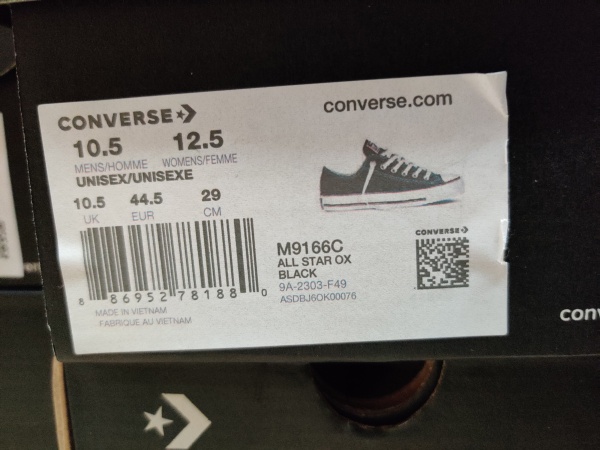 CONVERSE
converse.com
10.5 12.5
MENS/HOMME WOMENS/FEMME
UNISEX/UNISEXE
10.5 44.5 29
UK EUR CM
CONVERSE
M9166C
ALL STAR OX
BLACK
9A-2303-F49
ASDBJ6OK00076
8 86952 78188 0
MADE IN VIETNAM
FABRIQUE AU VIETNAM
conv